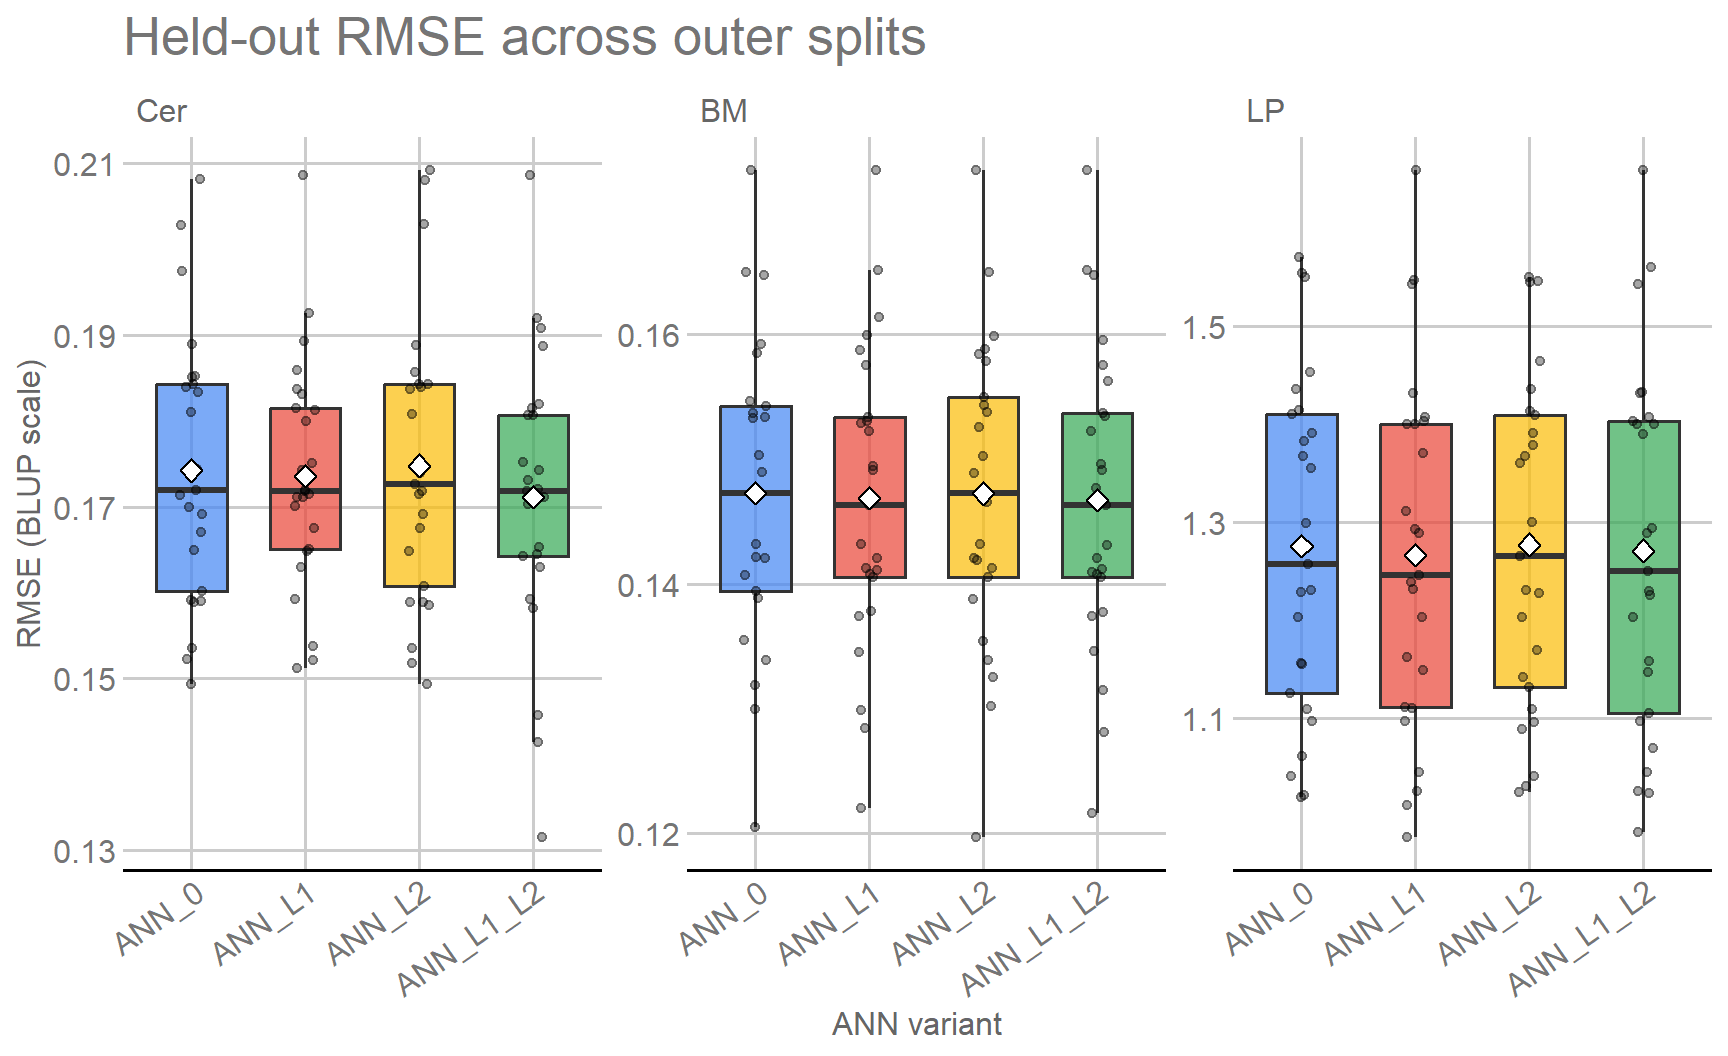 Held-out RMSE across outer splits
Cer
BM
LP
RMSE (BLUP scale)
0.21
0.19
0.17
0.15
0.13
0.16
0.14
0.12
1.5
1.3
1.1
ANN_0
ANN_L1
ANN_L2
ANN_L1_L2
ANN_0
ANN_L1
ANN_L2
ANN_L1_L2
ANN_0
ANN_L1
ANN_L2
ANN_L1_L2
ANN variant